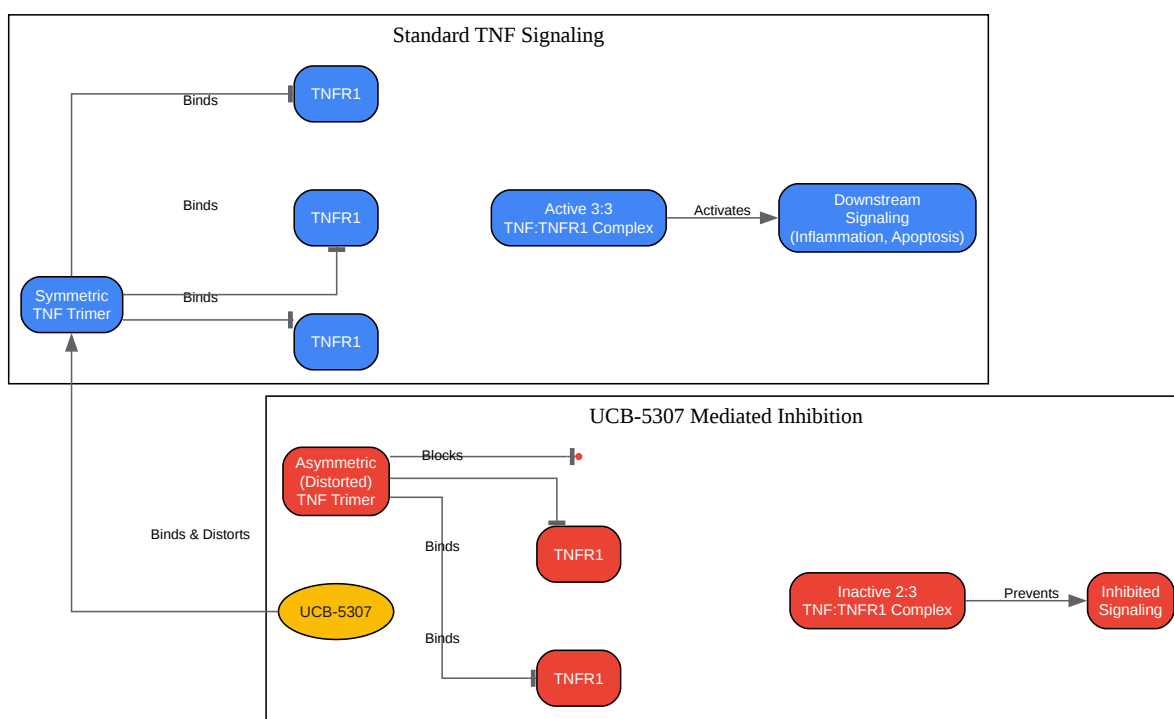 Standard TNF Signaling
TNFR1
Binds
TNFR1
Binds
Active 3:3
TNF:TNFR1 Complex
Activates
Downstream
Signaling
(Inflammation, Apoptosis)
Symmetric
TNF Trimer
Binds
TNFR1
UCB-5307 Mediated Inhibition
Asymmetric
(Distorted)
TNF Trimer
Blocks
Binds & Distorts
Binds
TNFR1
UCB-5307
Binds
TNFR1
Inactive 2:3
TNF:TNFR1 Complex
Prevents
Inhibited
Signaling